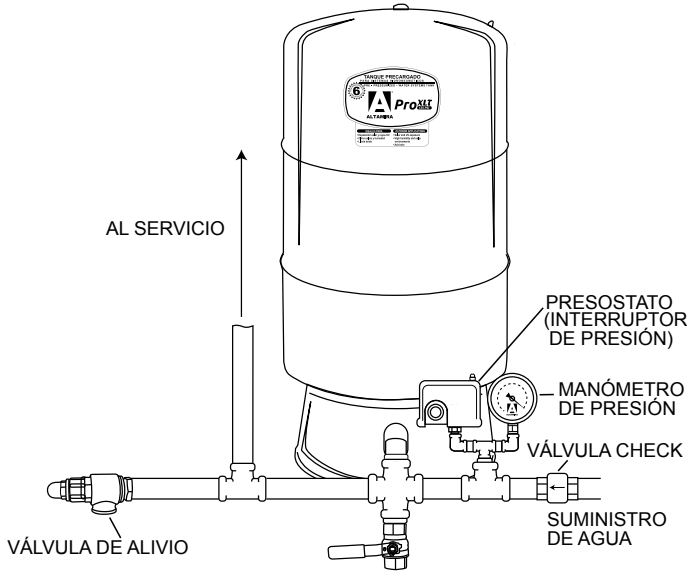 TANQUE PRECARGADO
6
A
Pro XLT
ALTAMIRA
AL SERVICIO
PRESOSTATO
(INTERRUPTOR
DE PRESIÓN)
MANÓMETRO
DE PRESIÓN
VÁLVULA CHECK
SUMINISTRO
DE AGUA
VÁLVULA DE ALIVIO